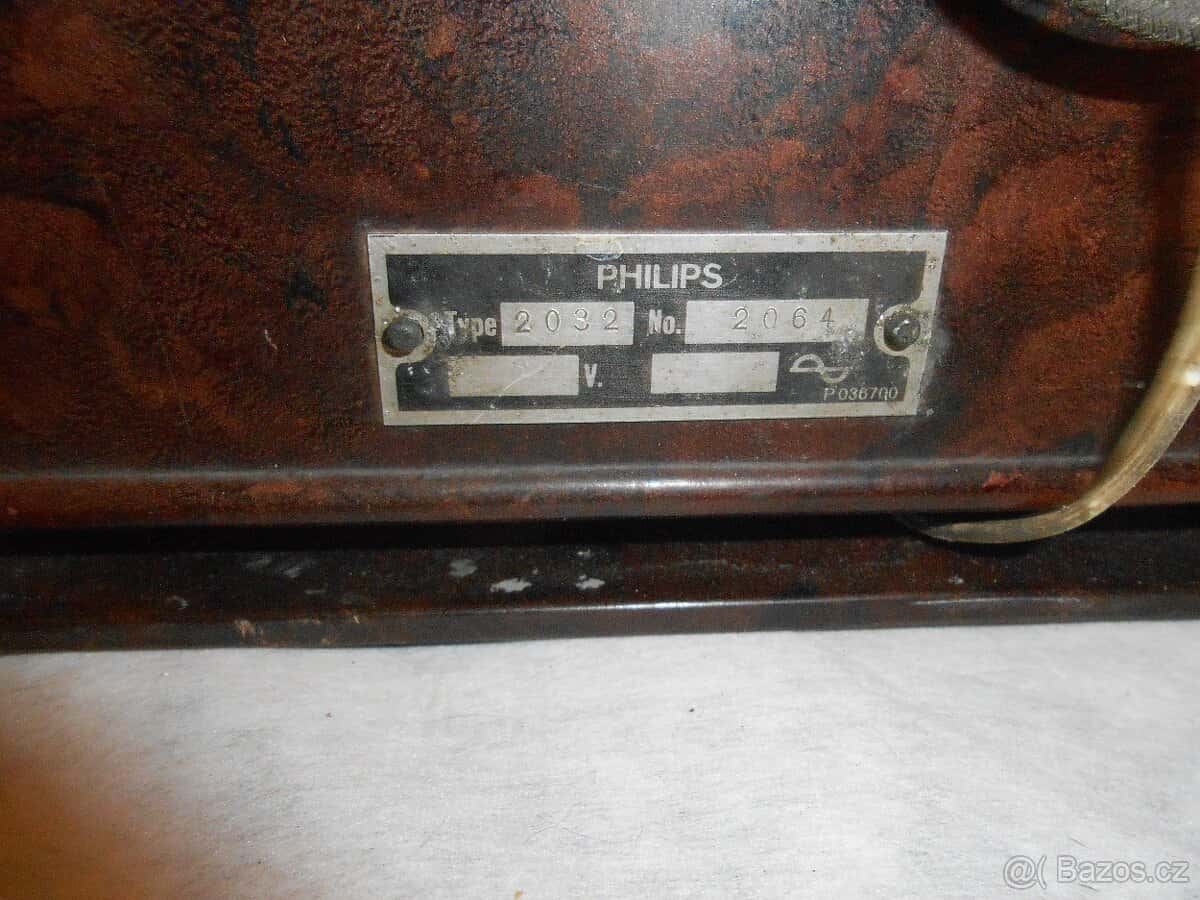 PHILIPS
Type 2032 No. 2064
V.
P 036700
@( Bazos.cz